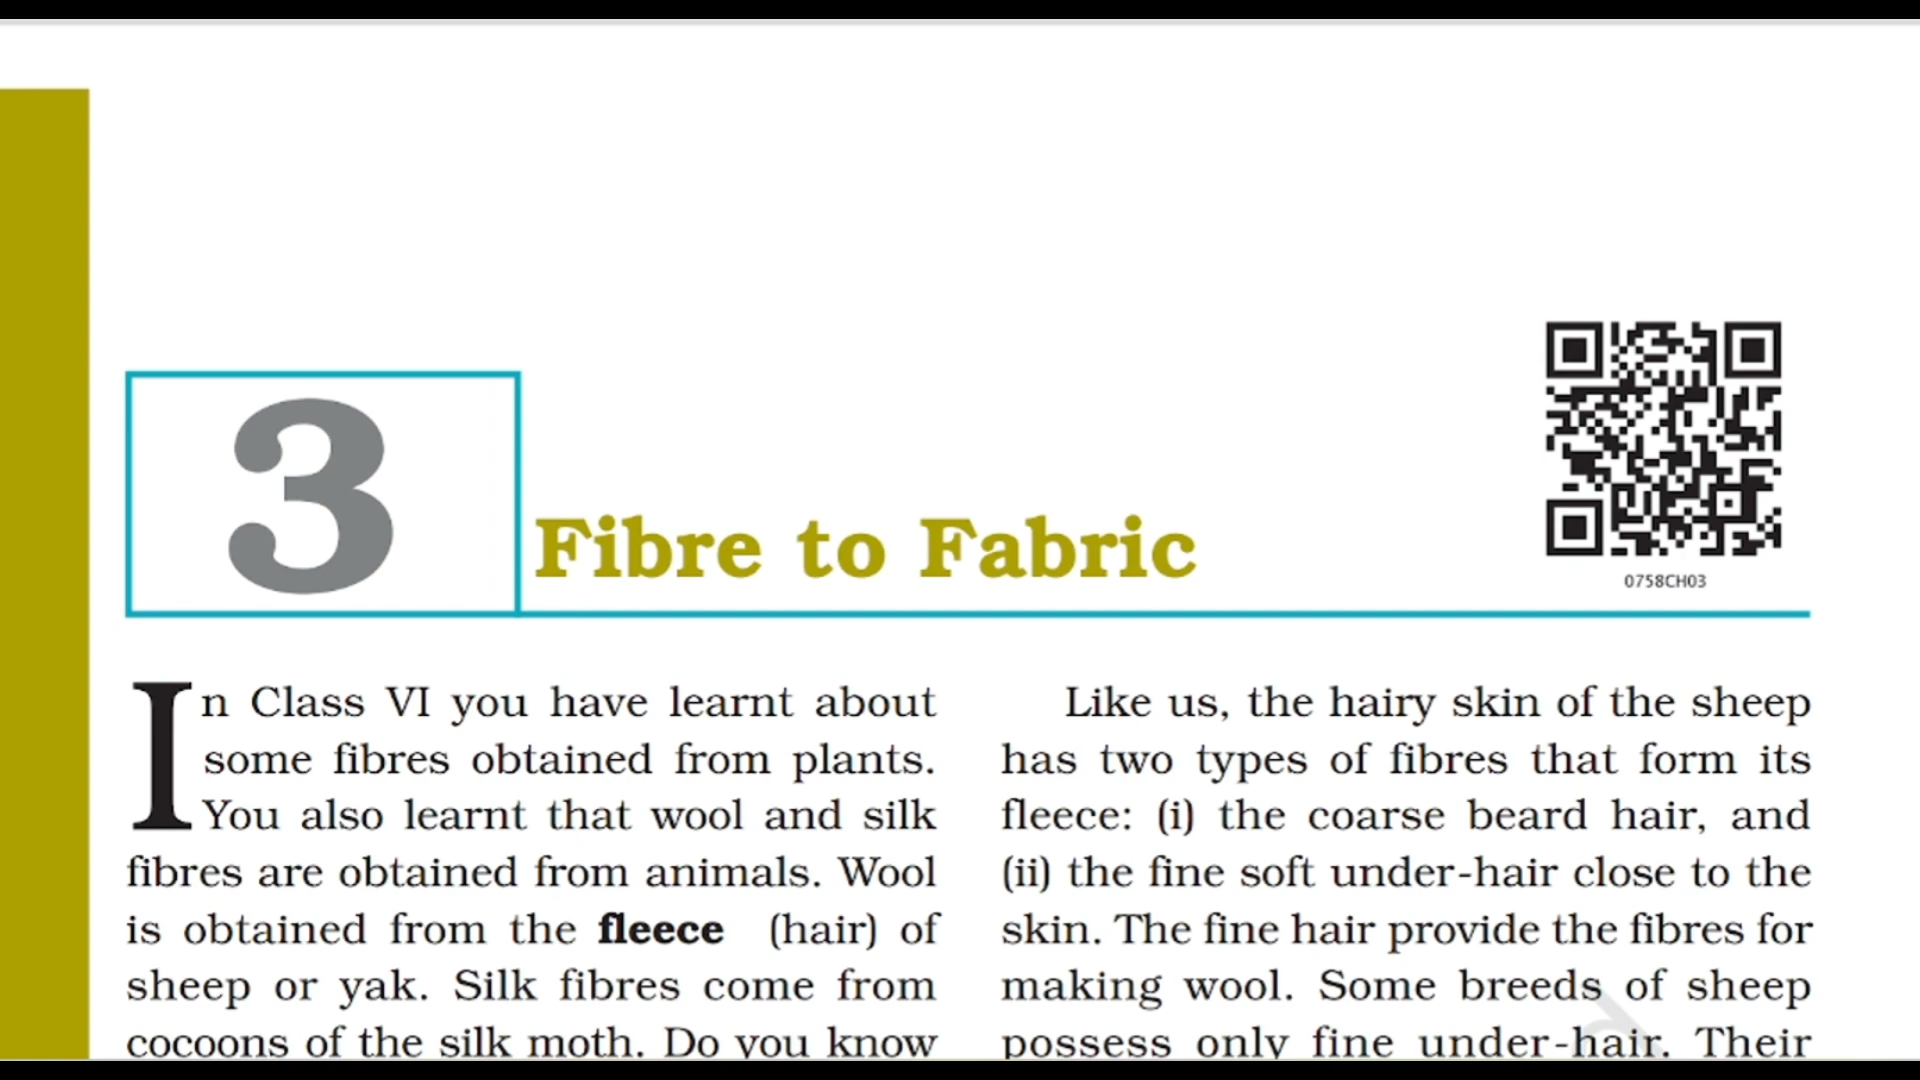 3
Fibre to Fabric
0758CH03
In Class VI you have learnt about
some fibres obtained from plants.
You also learnt that wool and silk
fibres are obtained from animals. Wool
is obtained from the fleece (hair) of
sheep or yak. Silk fibres come from
cocoons of the silk moth. Do you know
Like us, the hairy skin of the sheep
has two types of fibres that form its
fleece: (i) the coarse beard hair, and
(ii) the fine soft under-hair close to the
skin. The fine hair provide the fibres for
making wool. Some breeds of sheep
possess only fine under-hair. Their